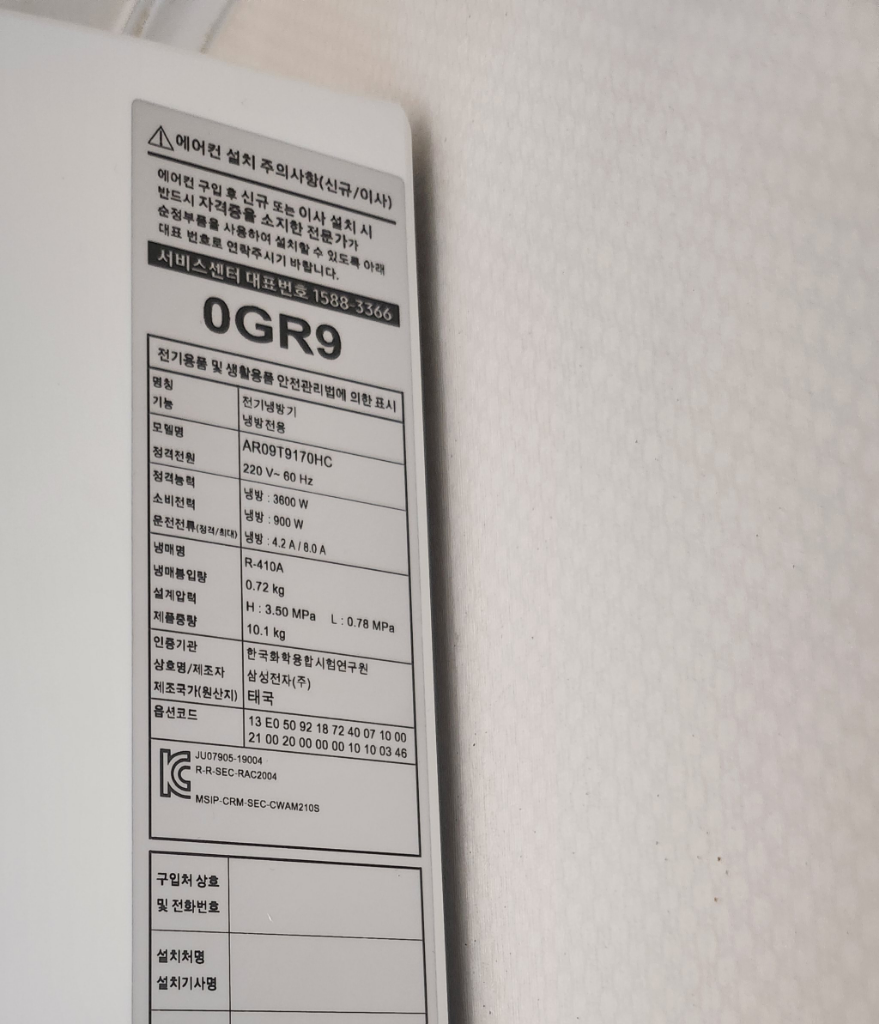 에어컨 설치 주의사항(신규/이사)
에어컨 구입 후 신규 또는 이사 설치 시
반드시 자격증을 소지한 전문가가
순정부품을 사용하여 설치할 수 있도록 아래
대표 번호로 연락주시기 바랍니다.
서비스센터 대표번호 1588-3366
0GR9
전기용품 및 생활용품 안전관리법에 의한 표시
명칭 전기냉방기
기능 냉방전용
모델명 AR09T9170HC
정격전원 220 V~ 60 Hz
정격능력 냉방 : 3600 W
소비전력 냉방 : 900 W
운전전류(정격/최대) 냉방 : 4.2 A / 8.0 A
냉매명 R-410A
냉매봉입량 0.72 kg
설계압력 H : 3.50 MPa L : 0.78 MPa
제품중량 10.1 kg
인증기관 한국화학융합시험연구원
상호명/제조자 삼성전자(주)
제조국가(원산지) 태국
옵션코드 13 E0 50 92 18 72 40 07 10 00
21 00 20 00 00 00 10 10 03 46
JU07905-19004
R-R-SEC-RAC2004
MSIP-CRM-SEC-CWAM210S
구입처 상호
및 전화번호
설치처명
설치기사명